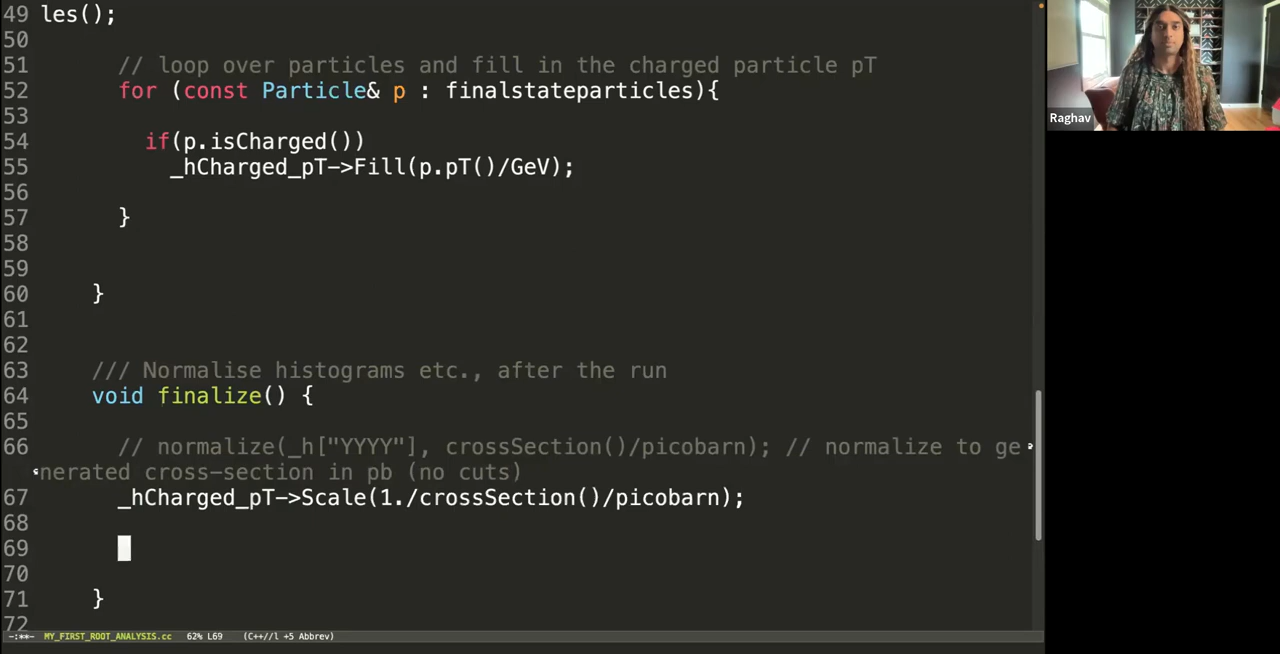 49 les();
50
51 // loop over particles and fill in the charged particle pT
52 for (const Particle& p : finalstateparticles){
53
54 if(p.isCharged())
55 _hCharged_pT->Fill(p.pT()/GeV);
56
57 }
58
59
60 }
61
62
63 /// Normalise histograms etc., after the run
64 void finalize() {
65
66 // normalize(_h["YYYY"], crossSection()/picobarn); // normalize to ge
nerated cross-section in pb (no cuts)
67 _hCharged_pT->Scale(1./crossSection()/picobarn);
68
69
70
71 }
72
-:**- MY_FIRST_ROOT_ANALYSIS.cc 62% L69 (C++//l +5 Abbrev)
Raghav